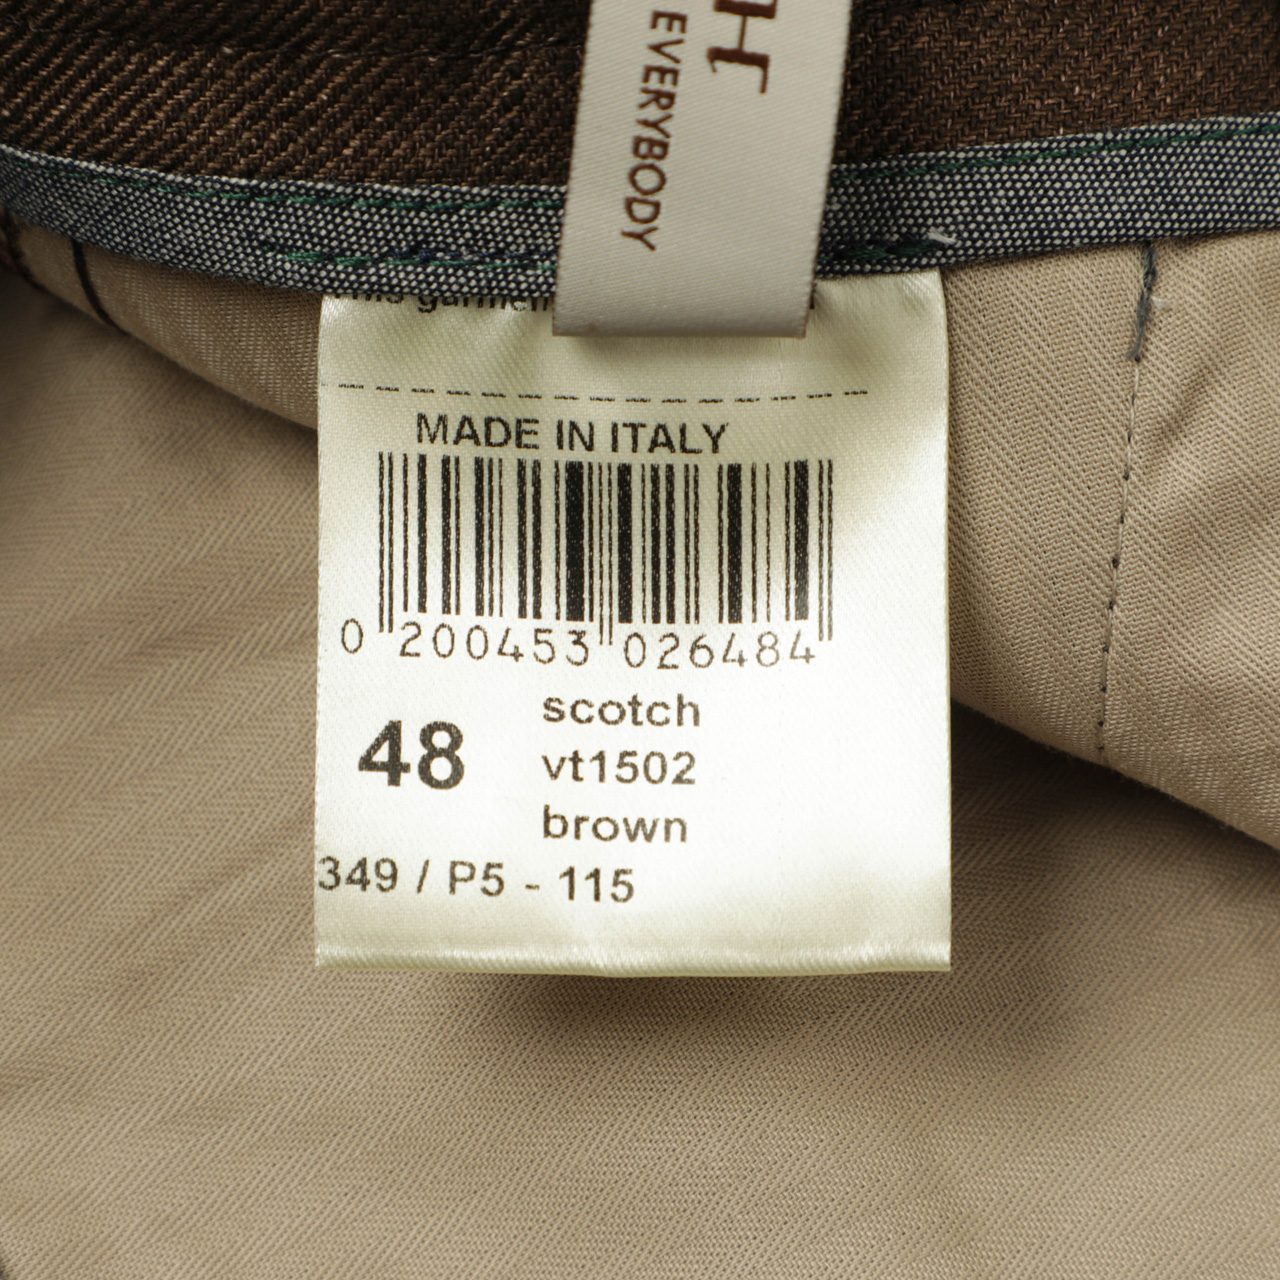 EVERYBODY
MADE IN ITALY
0 200453 026484
48
scotch
vt1502
brown
349 / P5 - 115